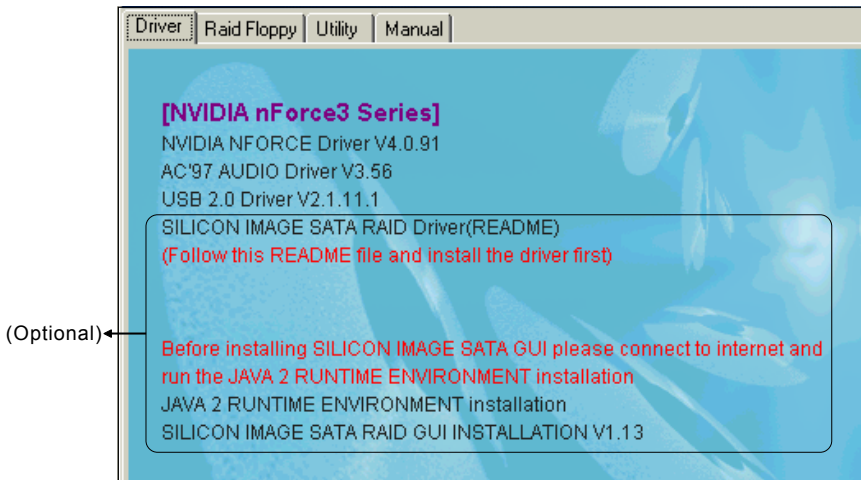 Driver Raid Floppy Utility Manual
[NVIDIA nForce3 Series]
NVIDIA NFORCE Driver V4.0.91
AC'97 AUDIO Driver V3.56
USB 2.0 Driver V2.1.11.1
SILICON IMAGE SATA RAID Driver(README)
(Follow this README file and install the driver first)
(Optional)
Before installing SILICON IMAGE SATA GUI please connect to internet and
run the JAVA 2 RUNTIME ENVIRONMENT installation
JAVA 2 RUNTIME ENVIRONMENT installation
SILICON IMAGE SATA RAID GUI INSTALLATION V1.13